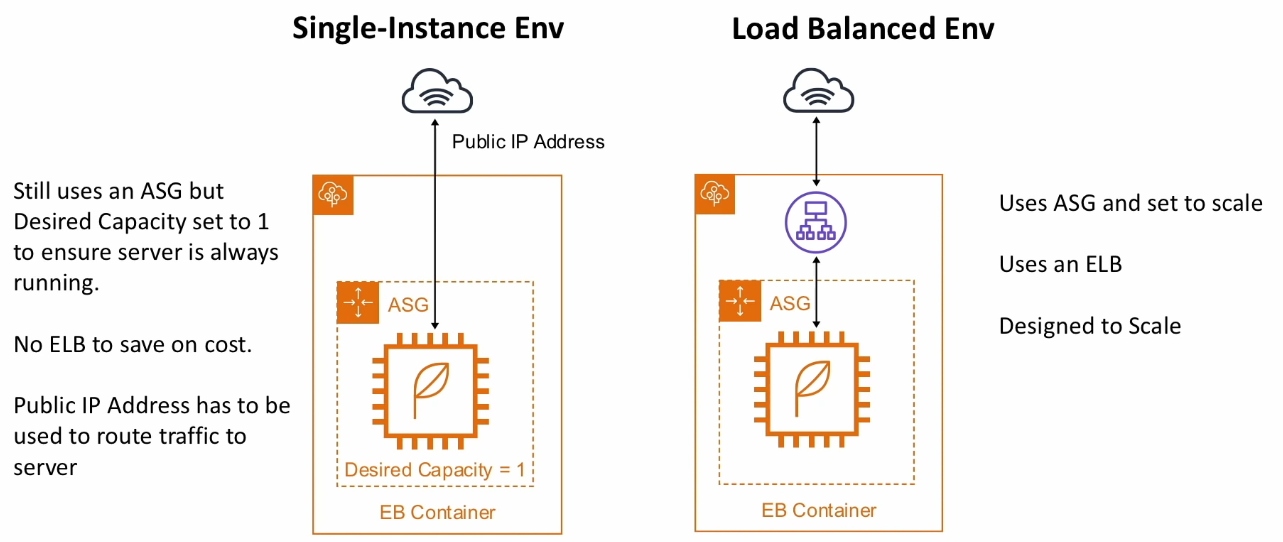 Single-Instance Env
Public IP Address
Still uses an ASG but
Desired Capacity set to 1
to ensure server is always
running.
No ELB to save on cost.
Public IP Address has to be
used to route traffic to
server
ASG
Desired Capacity = 1
EB Container
Load Balanced Env
ASG
EB Container
Uses ASG and set to scale
Uses an ELB
Designed to Scale